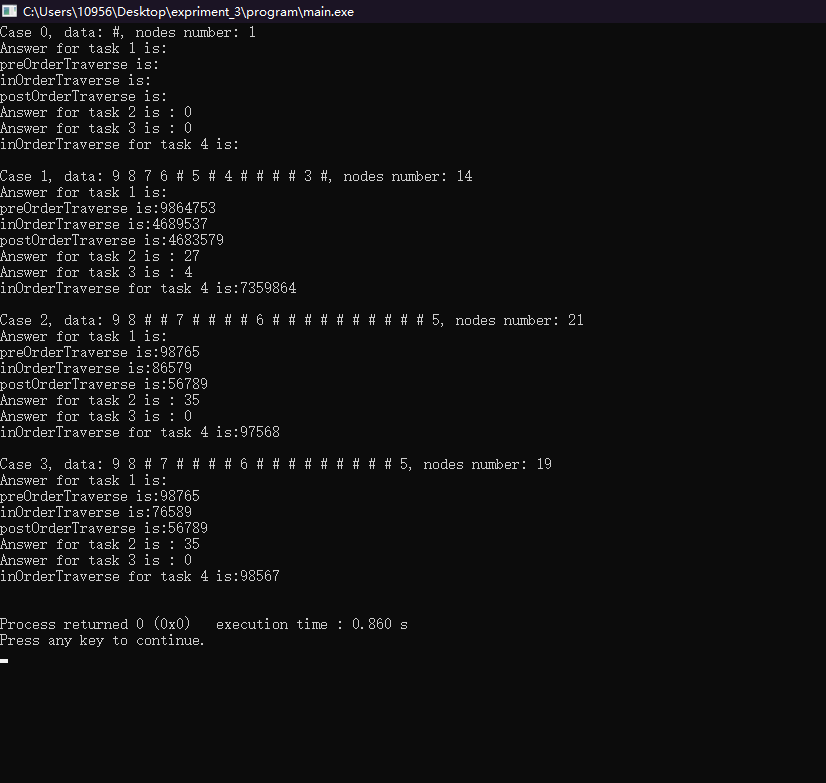 C:\Users\10956\Desktop\expriment_3\program\main.exe
Case 0, data: #, nodes number: 1
Answer for task 1 is:
preOrderTraverse is:
inOrderTraverse is:
postOrderTraverse is:
Answer for task 2 is : 0
Answer for task 3 is : 0
inOrderTraverse for task 4 is:
Case 1, data: 9 8 7 6 # 5 # 4 # # # # 3 #, nodes number: 14
Answer for task 1 is:
preOrderTraverse is:9864753
inOrderTraverse is:4689537
postOrderTraverse is:4683579
Answer for task 2 is : 27
Answer for task 3 is : 4
inOrderTraverse for task 4 is:7359864
Case 2, data: 9 8 # # 7 # # # # 6 # # # # # # # # # # 5, nodes number: 21
Answer for task 1 is:
preOrderTraverse is:98765
inOrderTraverse is:86579
postOrderTraverse is:56789
Answer for task 2 is : 35
Answer for task 3 is : 0
inOrderTraverse for task 4 is:97568
Case 3, data: 9 8 # 7 # # # # 6 # # # # # # # # # 5, nodes number: 19
Answer for task 1 is:
preOrderTraverse is:98765
inOrderTraverse is:76589
postOrderTraverse is:56789
Answer for task 2 is : 35
Answer for task 3 is : 0
inOrderTraverse for task 4 is:98567
Process returned 0 (0x0)   execution time : 0.860 s
Press any key to continue.